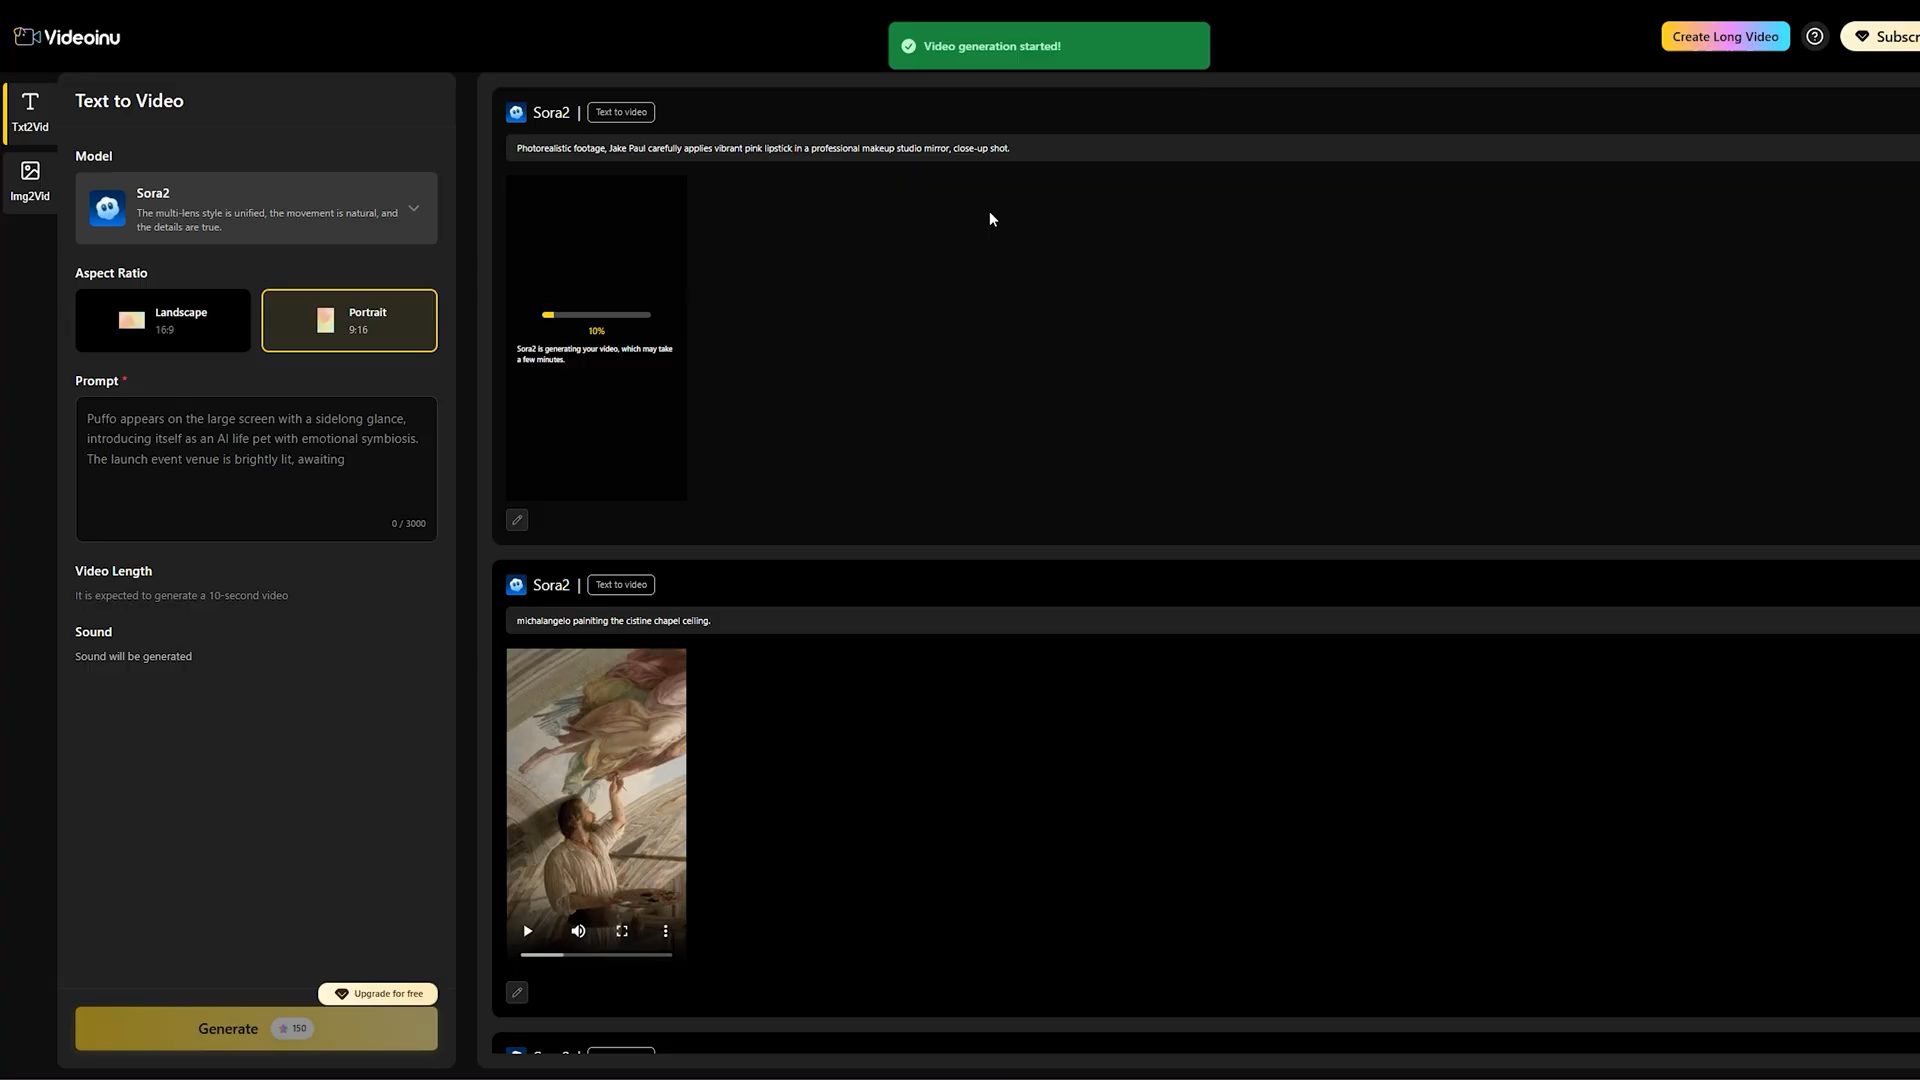 Videoinu
Video generation started!
Create Long Video
Subscr
Txt2Vid
Img2Vid
Text to Video
Model
Sora2
The multi-lens style is unified, the movement is natural, and
the details are true.
Aspect Ratio
Landscape
16:9
Portrait
9:16
Prompt *
Puffo appears on the large screen with a sidelong glance,
introducing itself as an AI life pet with emotional symbiosis.
The launch event venue is brightly lit, awaiting
0 / 3000
Video Length
It is expected to generate a 10-second video
Sound
Sound will be generated
Upgrade for free
Generate 150
Sora2 | Text to video
Photorealistic footage, Jake Paul carefully applies vibrant pink lipstick in a professional makeup studio mirror, close-up shot.
10%
Sora2 is generating your video, which may take
a few minutes.
Sora2 | Text to video
michalangelo painiting the cistine chapel ceiling.